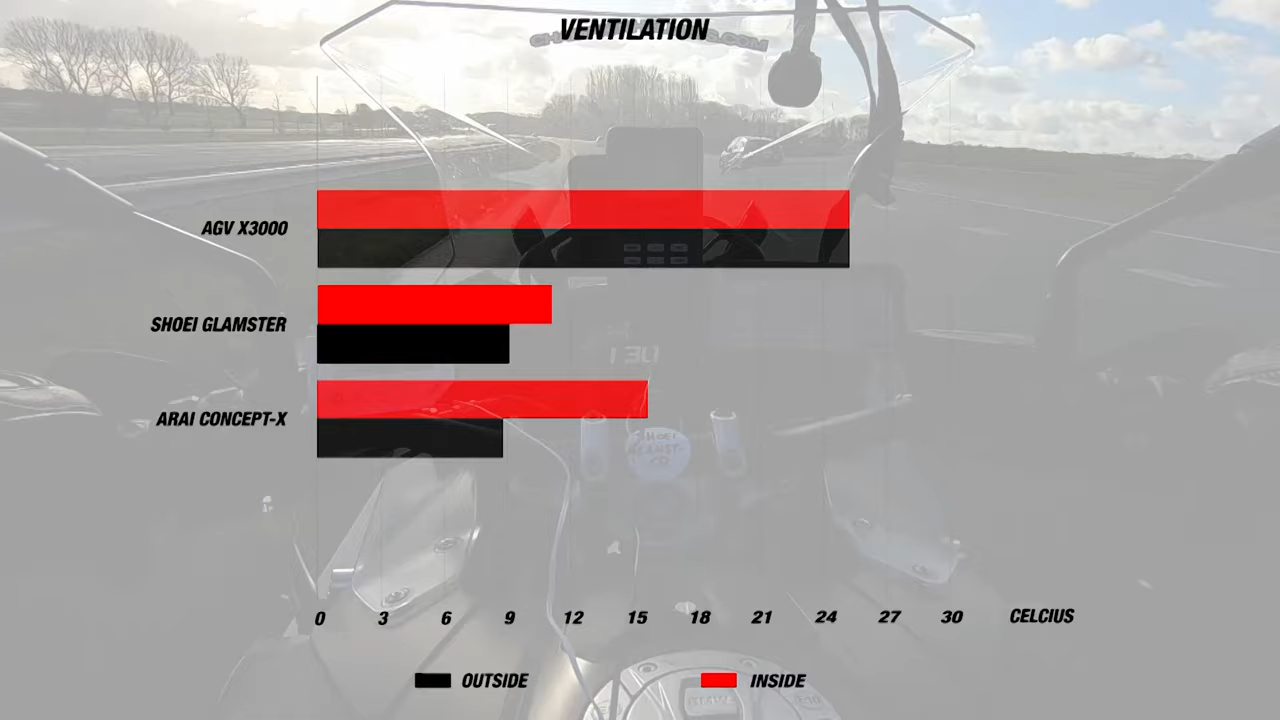 VENTILATION
AGV X3000
SHOEI GLAMSTER
ARAI CONCEPT-X
0 3 6 9 12 15 18 21 24 27 30 CELCIUS
OUTSIDE INSIDE